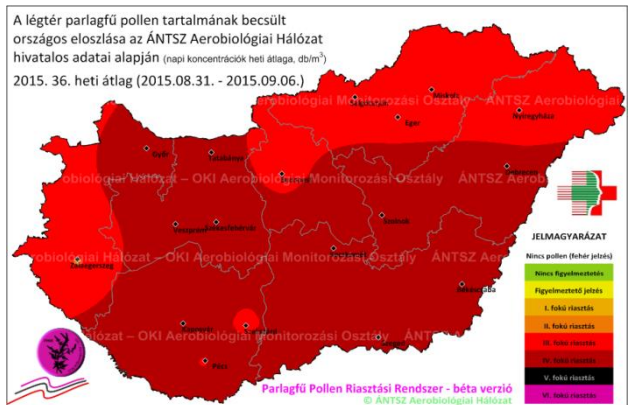 A légtér parlagfű pollen tartalmának becsült
országos eloszlása az ÁNTSZ Aerobiológiai Hálózat
hivatalos adatai alapján (napi koncentrációk heti átlaga, db/m³)
2015. 36. heti átlag (2015.08.31. - 2015.09.06.)
Aerobiológiai Monitorozási Osztály ÁNTSZ Aerobiológiai
Miskolc
Nyíregyháza
Eger
Győr
Tatabánya
Debrecen
Aerobiológiai Hálózat – OKI Aerobiológiai Monitorozási Osztály ÁNTSZ
Szolnok
Veszprém
Székesfehérvár
Aerobiológiai Hálózat – OKI Aerobiológiai Monitorozási Osztály ÁNTSZ
Zalaegerszeg
Kecskemét
Békéscsaba
Hálózat – OKI Aerobiológiai Monitorozási Osztály ÁNTSZ
Kaposvár
Szeged
Pécs
JELMAGYARÁZAT
Nincs pollen (fehér jelzés)
Nincs figyelmeztetés
Figyelmeztető jelzés
I. fokú riasztás
II. fokú riasztás
III. fokú riasztás
IV. fokú riasztás
V. fokú riasztás
VI. fokú riasztás
Parlagfű Pollen Riasztási Rendszer - béta verzió
© ÁNTSZ Aerobiológiai Hálózat